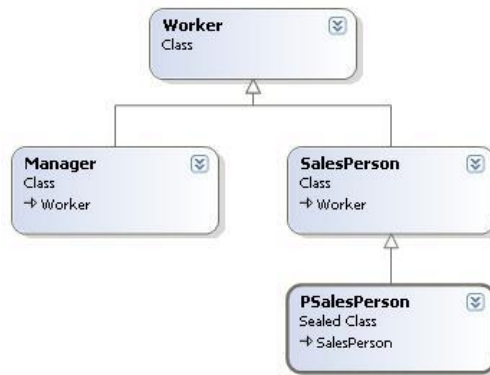 Worker
Class
Manager
Class
Worker
SalesPerson
Class
Worker
PSalesPerson
Sealed Class
SalesPerson